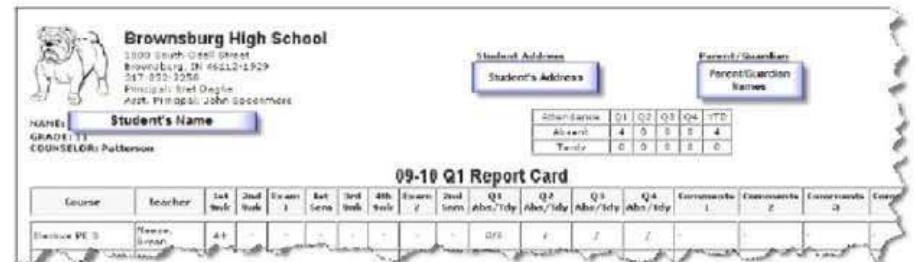 Brownsburg High School
1000 South Odell Street
Brownsburg, IN 46112-1929
317-852-2258
Principal: Bret Daghe
Asst. Principal: John
Student Address
Student's Address
Parent/Guardian
Parent/Guardian
Names
NAME:
Student's Name
GRADE: 11
COUNSELOR: Patterson
Attendance Q1 Q2 Q3 Q4 YTD
Absent 4 0 0 0 4
Tardy 0 0 0 0 0
09-10 Q1 Report Card
Course Teacher 1st 9wk 2nd 9wk Exam 1 1st Sem 3rd 9wk 4th 9wk Exam 2 2nd Sem Q1 Abs/Tdy Q2 Abs/Tdy Q3 Abs/Tdy Q4 Abs/Tdy Comments 1 Comments 2 Comments 3
Elective PE A+ - - - - - - - 0/0 / / / - - -